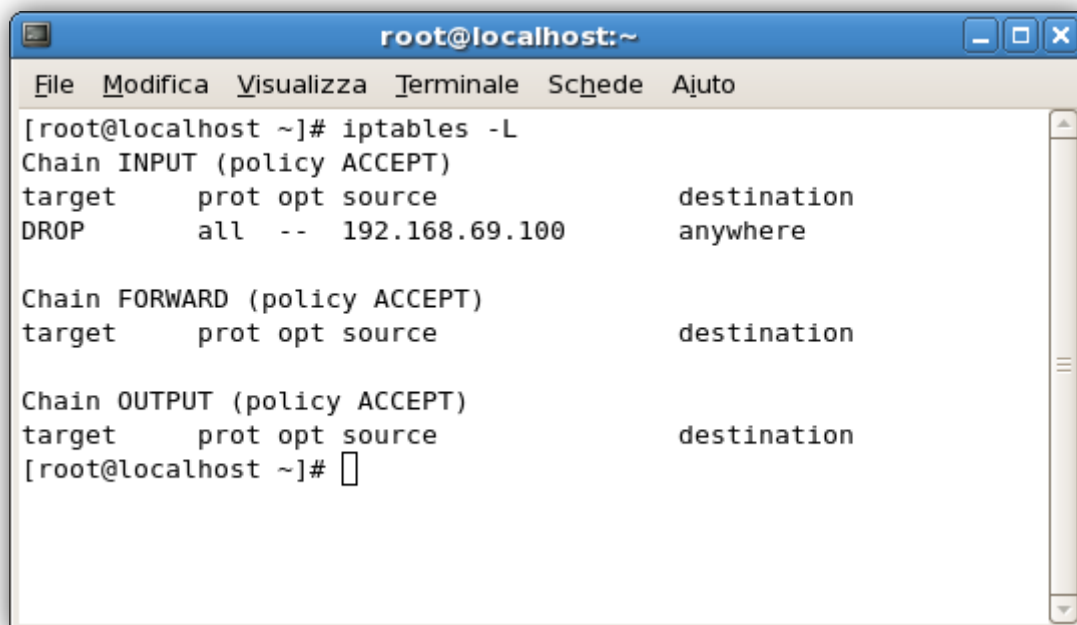 root@localhost:~
File Modifica Visualizza Terminale Schede Aiuto
[root@localhost ~]# iptables -L
Chain INPUT (policy ACCEPT)
target     prot opt source               destination
DROP       all  --  192.168.69.100       anywhere

Chain FORWARD (policy ACCEPT)
target     prot opt source               destination

Chain OUTPUT (policy ACCEPT)
target     prot opt source               destination
[root@localhost ~]#